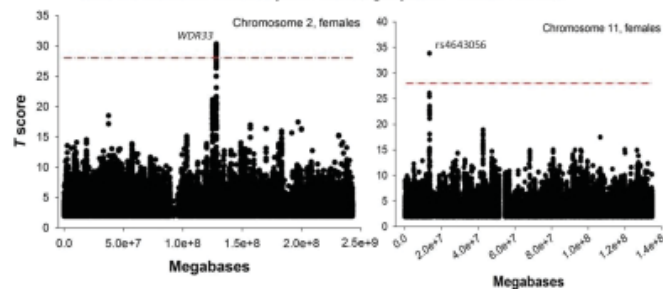 Chromosome 2, females
WDR33
T score
35
30
25
20
15
10
5
0
0.0
5.0e+7
1.0e+8
1.5e+8
2.0e+8
2.5e+9
Megabases
Chromosome 11, females
rs4643056
40
35
30
25
20
15
10
5
0
0.0
2.0e+7
4.0e+7
6.0e+7
8.0e+7
1.0e+8
1.2e+8
1.4e+8
Megabases